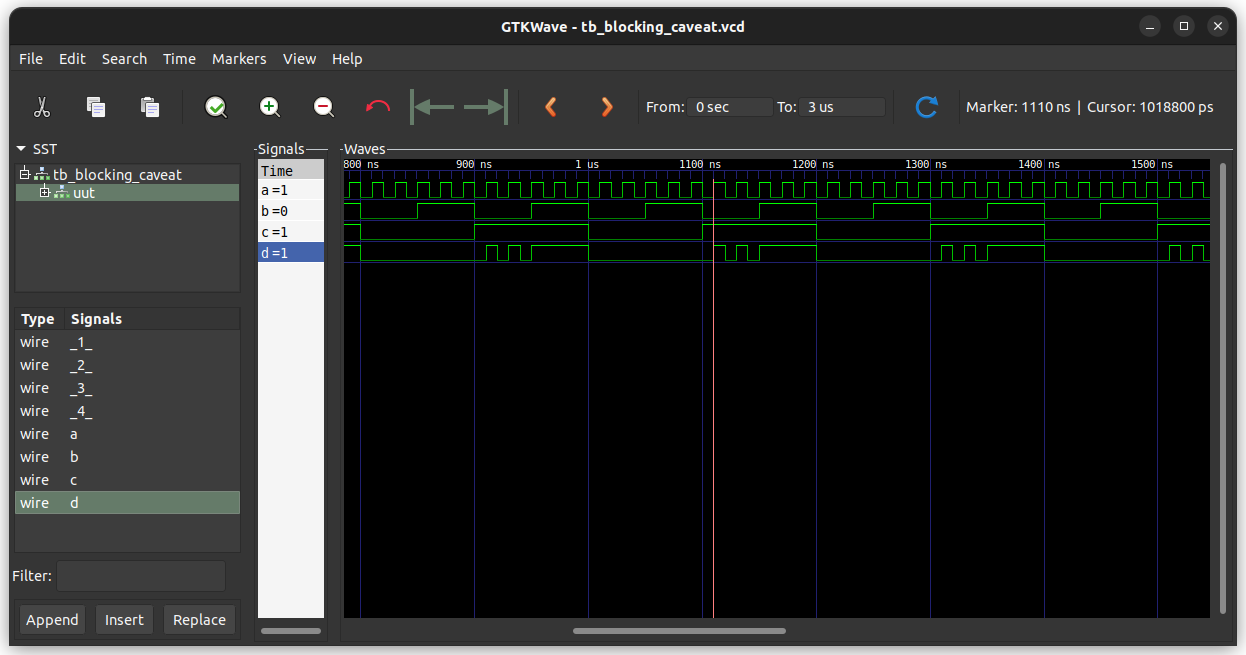 GTKWave - tb_blocking_caveat.vcd
File Edit Search Time Markers View Help
From: 0 sec To: 3 us Marker: 1110 ns | Cursor: 1018800 ps
SST
tb_blocking_caveat
uut
Type Signals
wire _1_
wire _2_
wire _3_
wire _4_
wire a
wire b
wire c
wire d
Filter:
Append Insert Replace
Signals
Time
a=1
b=0
c=1
d=1
Waves
800 ns 900 ns 1 us 1100 ns 1200 ns 1300 ns 1400 ns 1500 ns